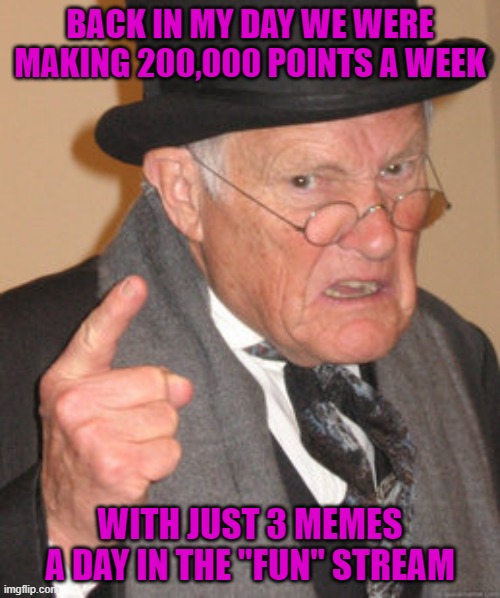 BACK IN MY DAY WE WERE
MAKING 200,000 POINTS A WEEK
WITH JUST 3 MEMES
A DAY IN THE "FUN" STREAM
imgflip.com